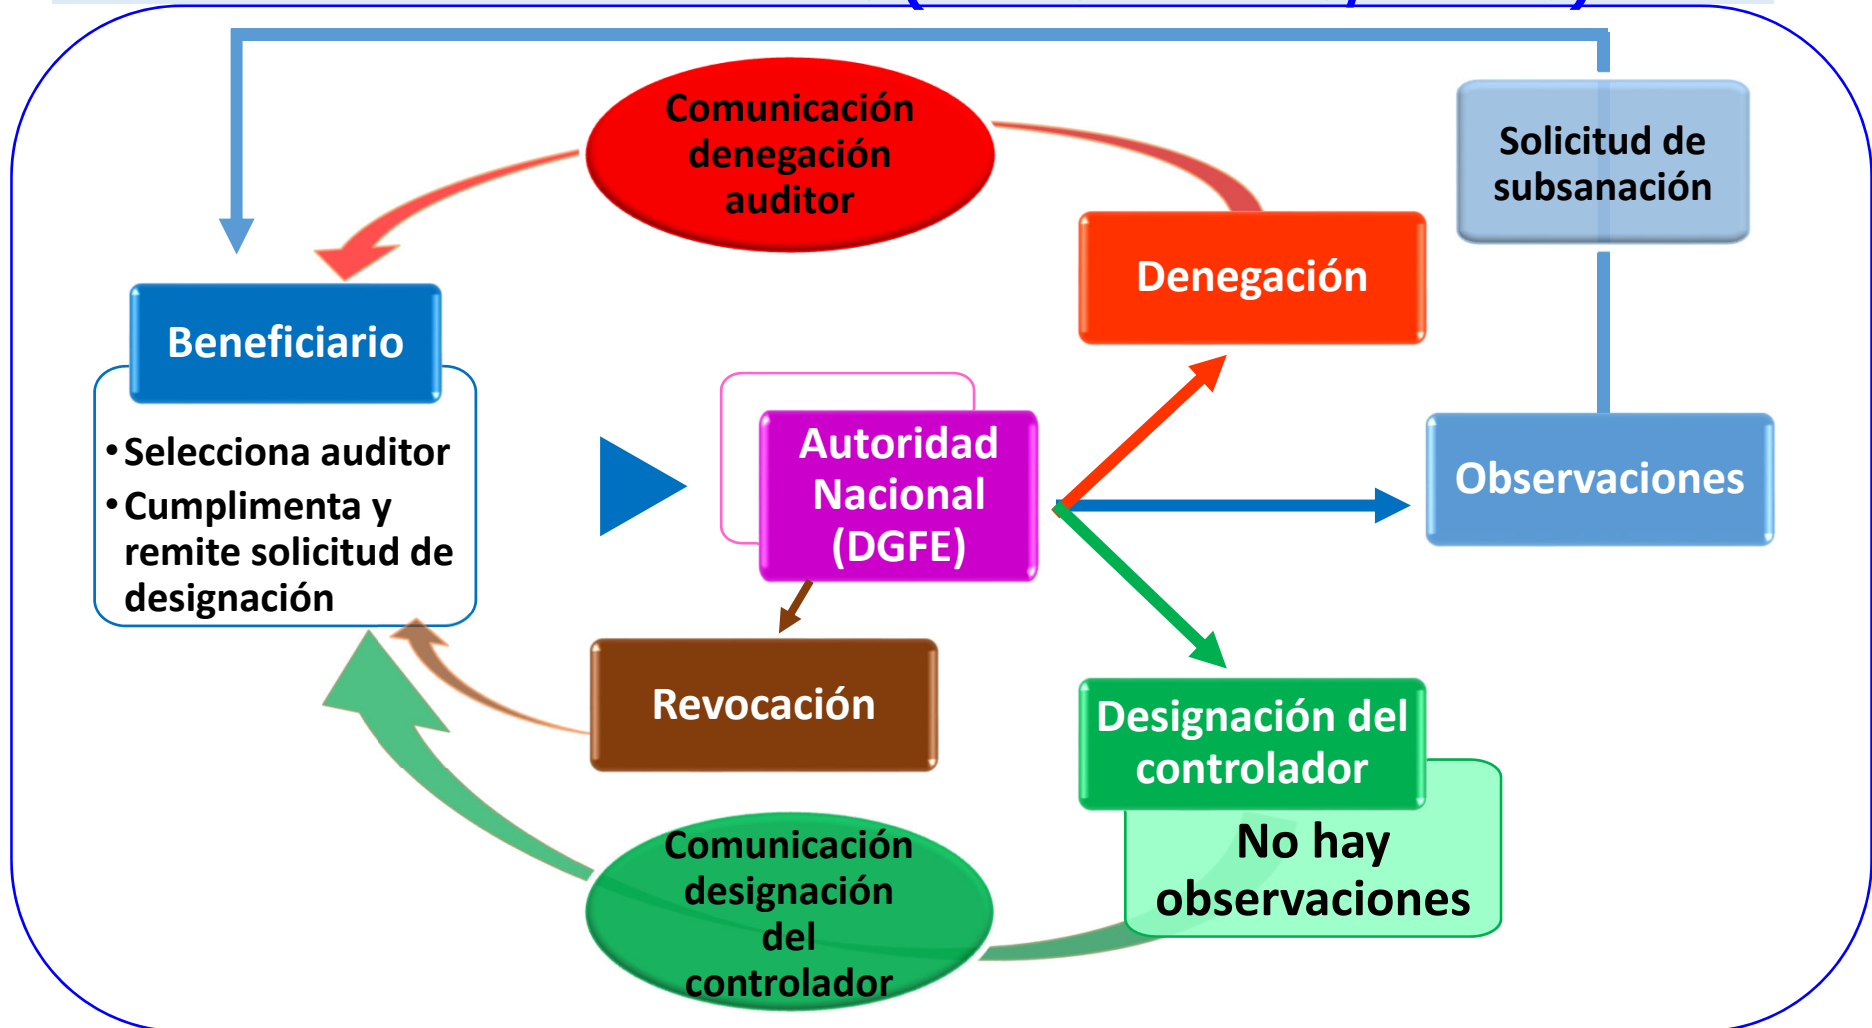 Comunicación
denegación
auditor
Solicitud de
subsanación
Denegación
Beneficiario
• Selecciona auditor
• Cumplimenta y
remite solicitud de
designación
Autoridad
Nacional
(DGFE)
Observaciones
Revocación
Designación del
controlador
No hay
observaciones
Comunicación
designación
del
controlador